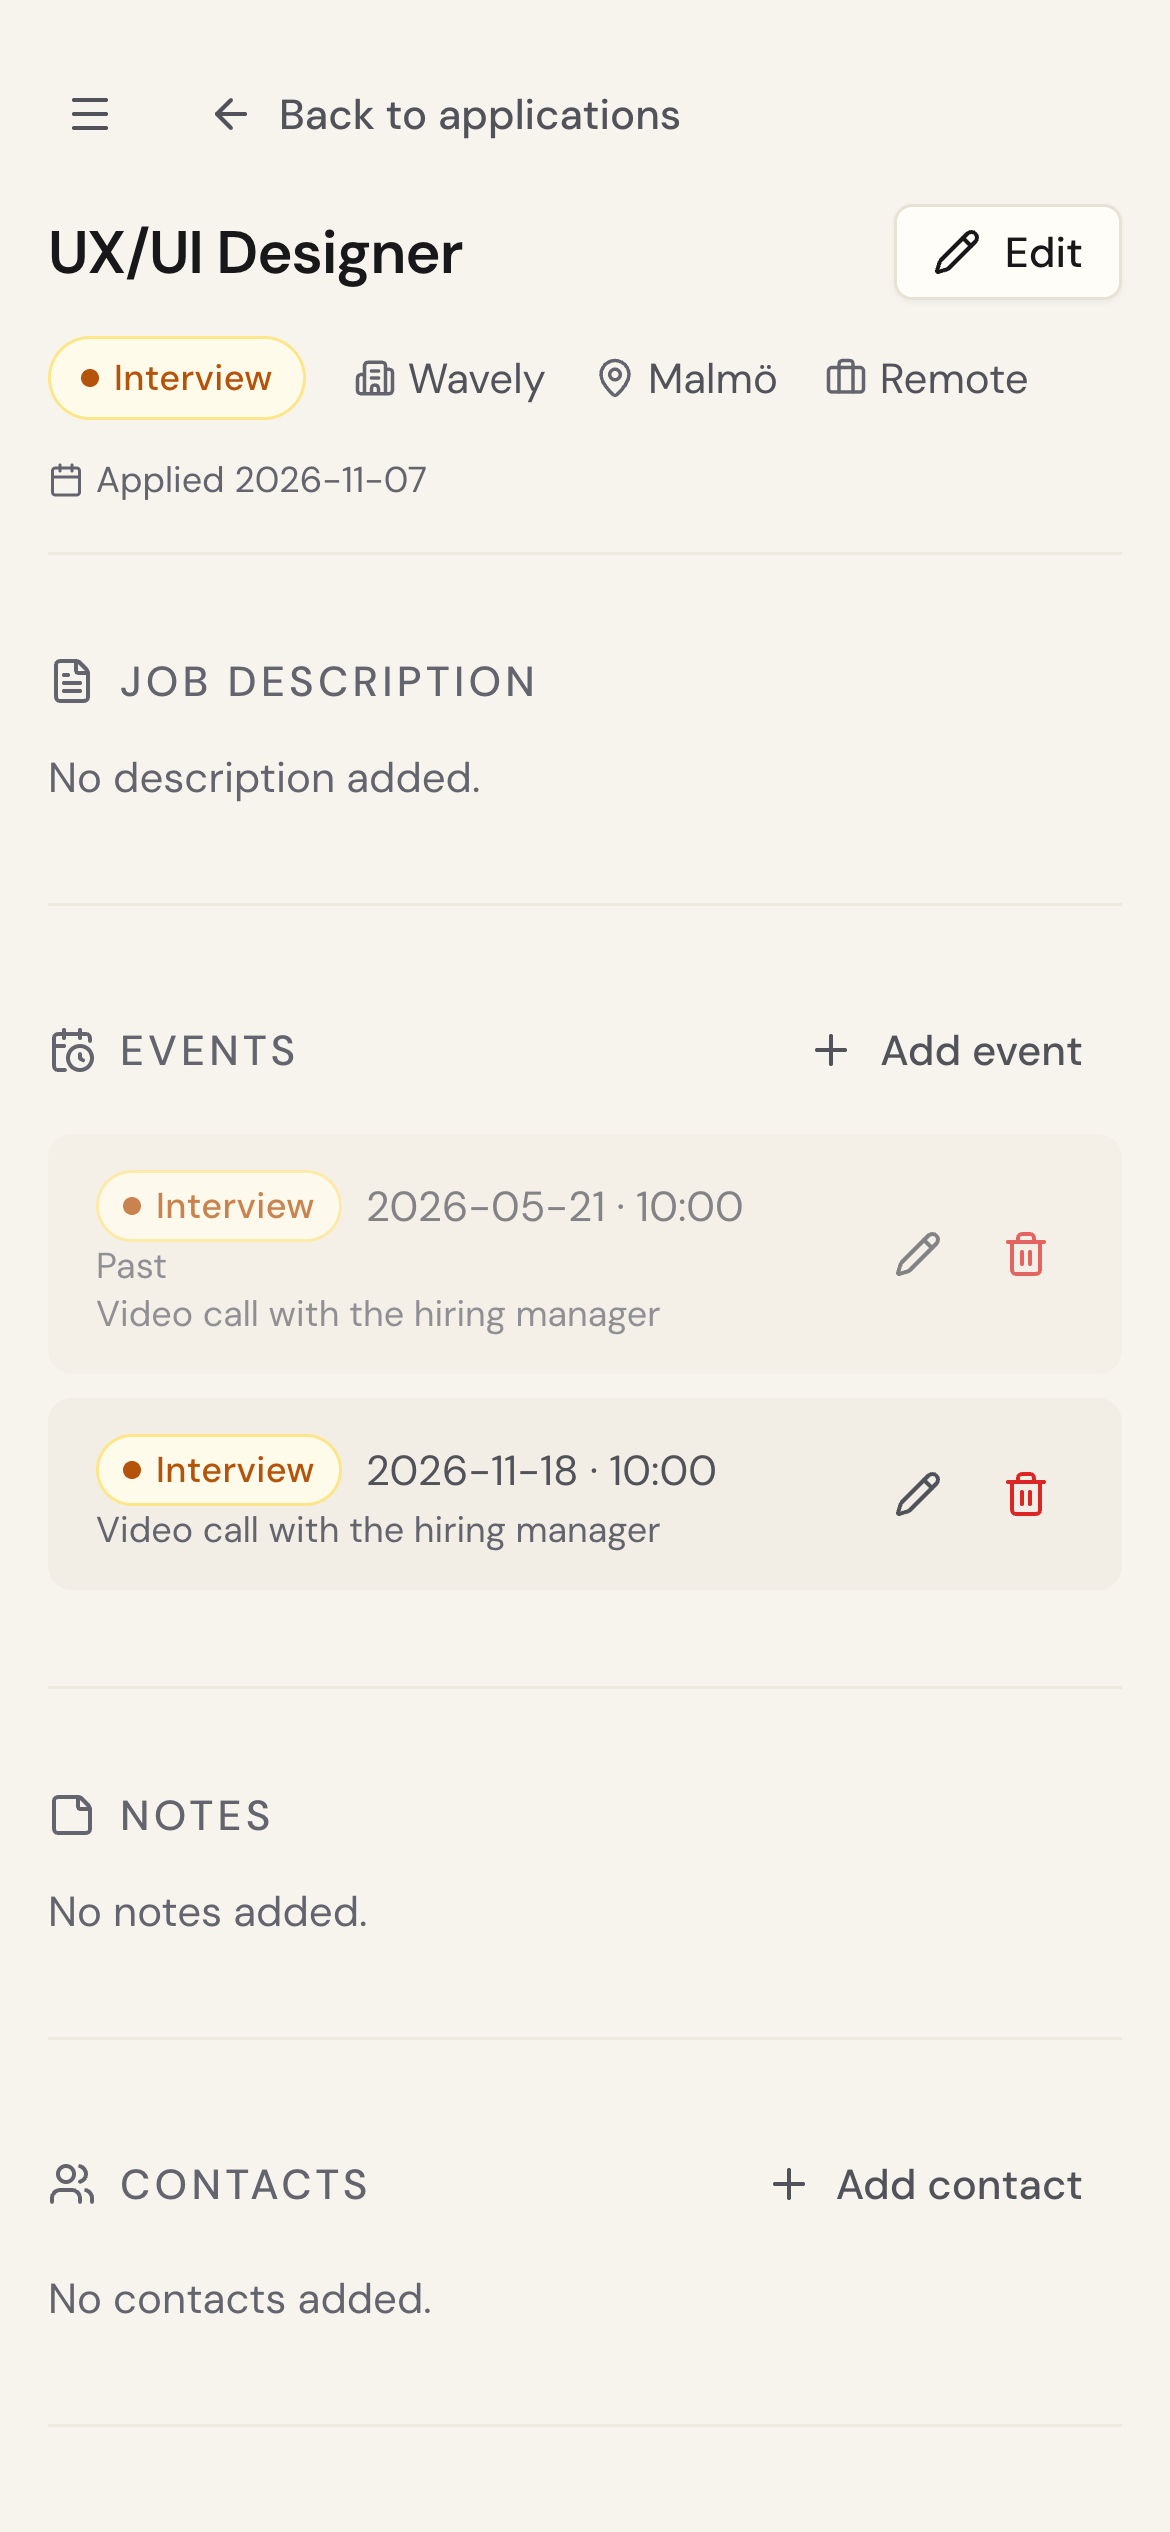 Back to applications
UX/UI Designer
Edit
Interview Wavely Malmö Remote
Applied 2026-11-07
JOB DESCRIPTION
No description added.
EVENTS
Add event
Interview 2026-05-21 · 10:00
Past
Video call with the hiring manager
Interview 2026-11-18 · 10:00
Video call with the hiring manager
NOTES
No notes added.
CONTACTS
Add contact
No contacts added.